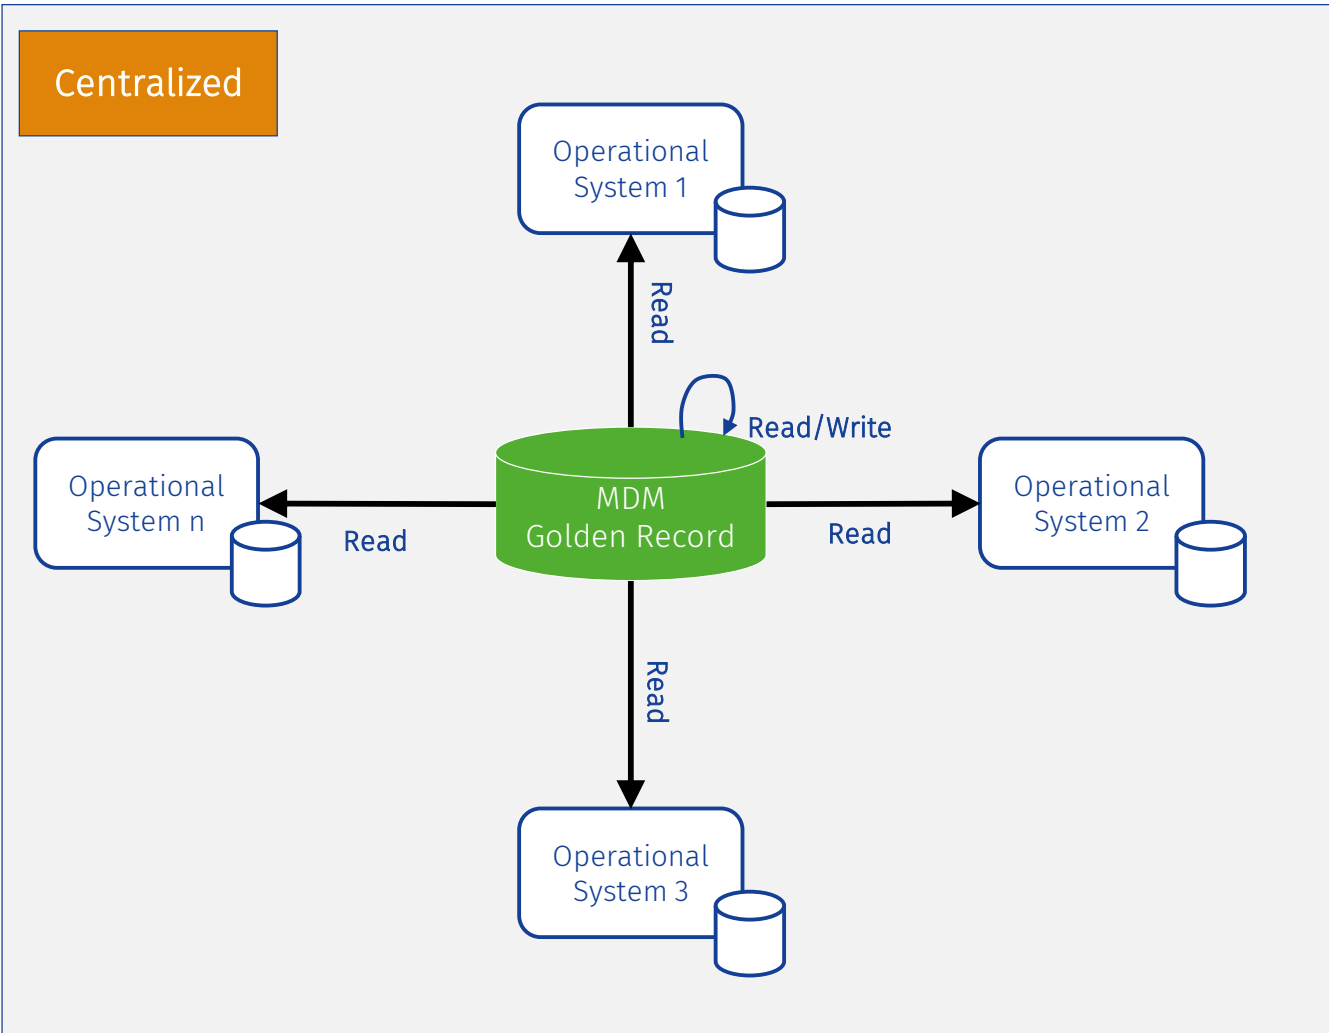 Centralized
Operational
System 1
Read
Read/Write
Operational
System n
Read
MDM
Golden Record
Read
Operational
System 2
Read
Operational
System 3